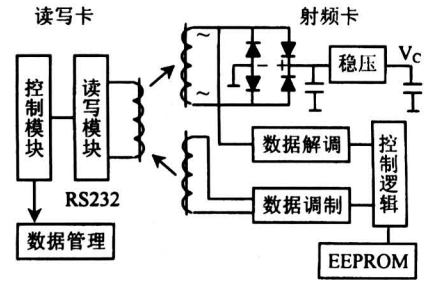 读写卡
射频卡
控制模块
读写模块
RS232
数据管理
~
~
- +
稳压
Vc
数据解调
数据调制
控制逻辑
EEPROM